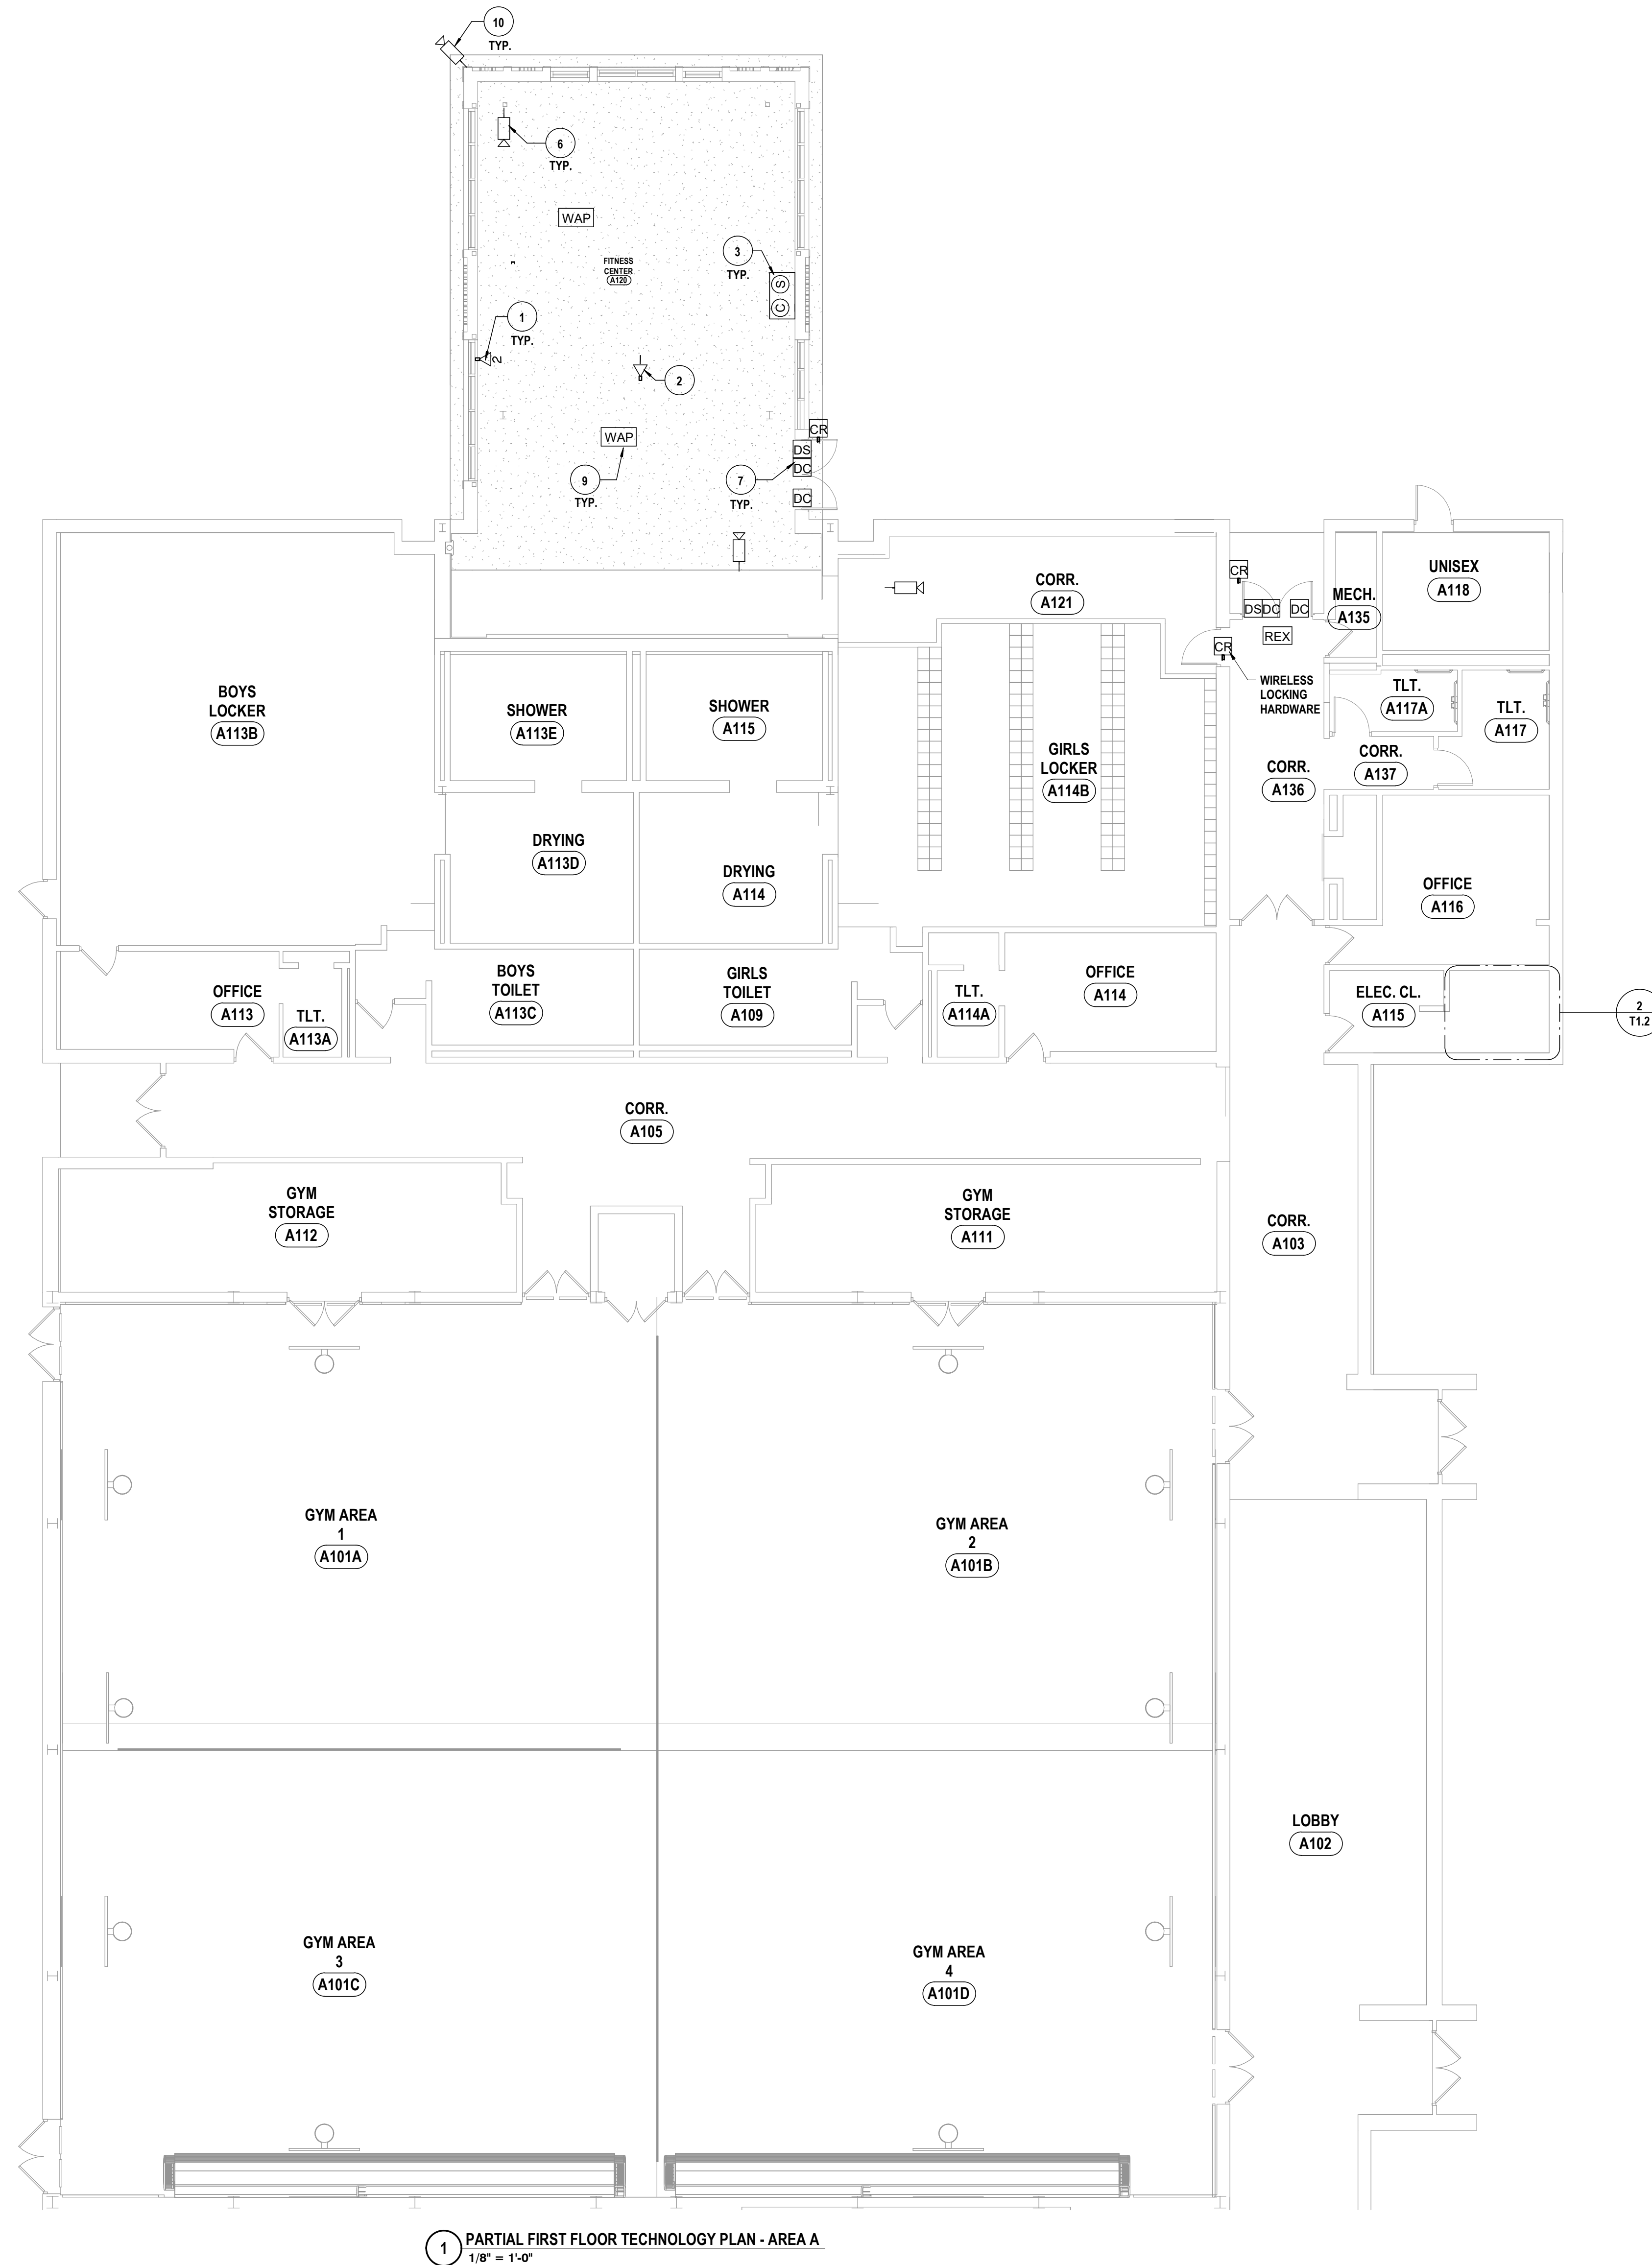 10
TYP.
6
TYP.
WAP
3
TYP.
FITNESS
CENTER
A120
S
C
1
TYP.
2
2
CR
WAP
DS
DC
9
TYP.
7
TYP.
DC
CORR.
A121
CR
DS
DC
DC
MECH.
A135
UNISEX
A118
REX
CR
WIRELESS
LOCKING
HARDWARE
BOYS
LOCKER
A113B
SHOWER
A113E
SHOWER
A115
TLT.
A117A
TLT.
A117
GIRLS
LOCKER
A114B
CORR.
A136
CORR.
A137
DRYING
A113D
DRYING
A114
OFFICE
A116
OFFICE
A113
TLT.
A113A
BOYS
TOILET
A113C
GIRLS
TOILET
A109
TLT.
A114A
OFFICE
A114
ELEC. CL.
A115
2
T1.2
CORR.
A105
GYM
STORAGE
A112
GYM
STORAGE
A111
CORR.
A103
GYM AREA
1
A101A
GYM AREA
2
A101B
LOBBY
A102
GYM AREA
3
A101C
GYM AREA
4
A101D
1
PARTIAL FIRST FLOOR TECHNOLOGY PLAN - AREA A
1/8" = 1'-0"